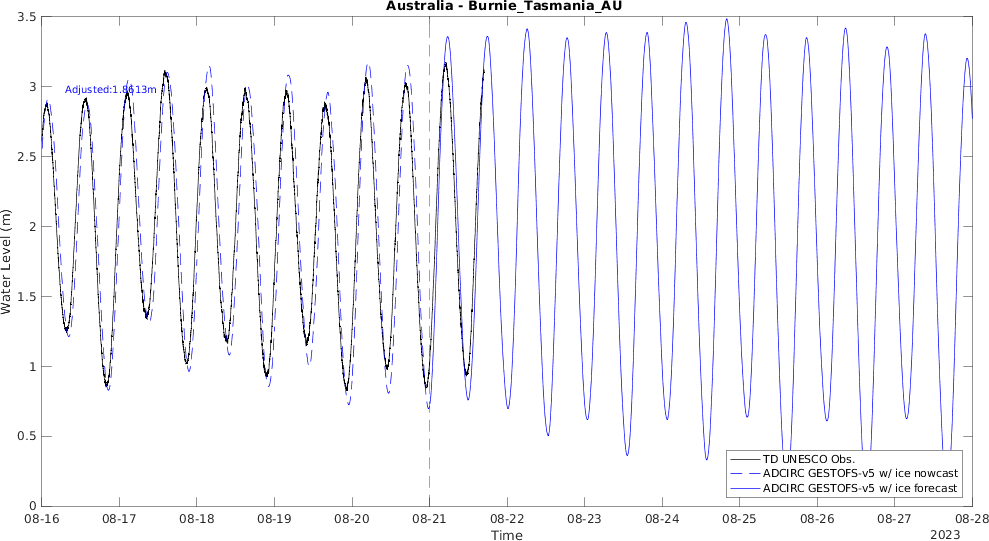 Australia - Burnie_Tasmania_AU
3.5
3
2.5
2
1.5
1
0.5
0
Water Level (m)
Adjusted:1.8613m
TD UNESCO Obs.
ADCIRC GESTOFS-v5 w/ ice nowcast
ADCIRC GESTOFS-v5 w/ ice forecast
08-16 08-17 08-18 08-19 08-20 08-21 08-22 08-23 08-24 08-25 08-26 08-27 08-28
Time
2023